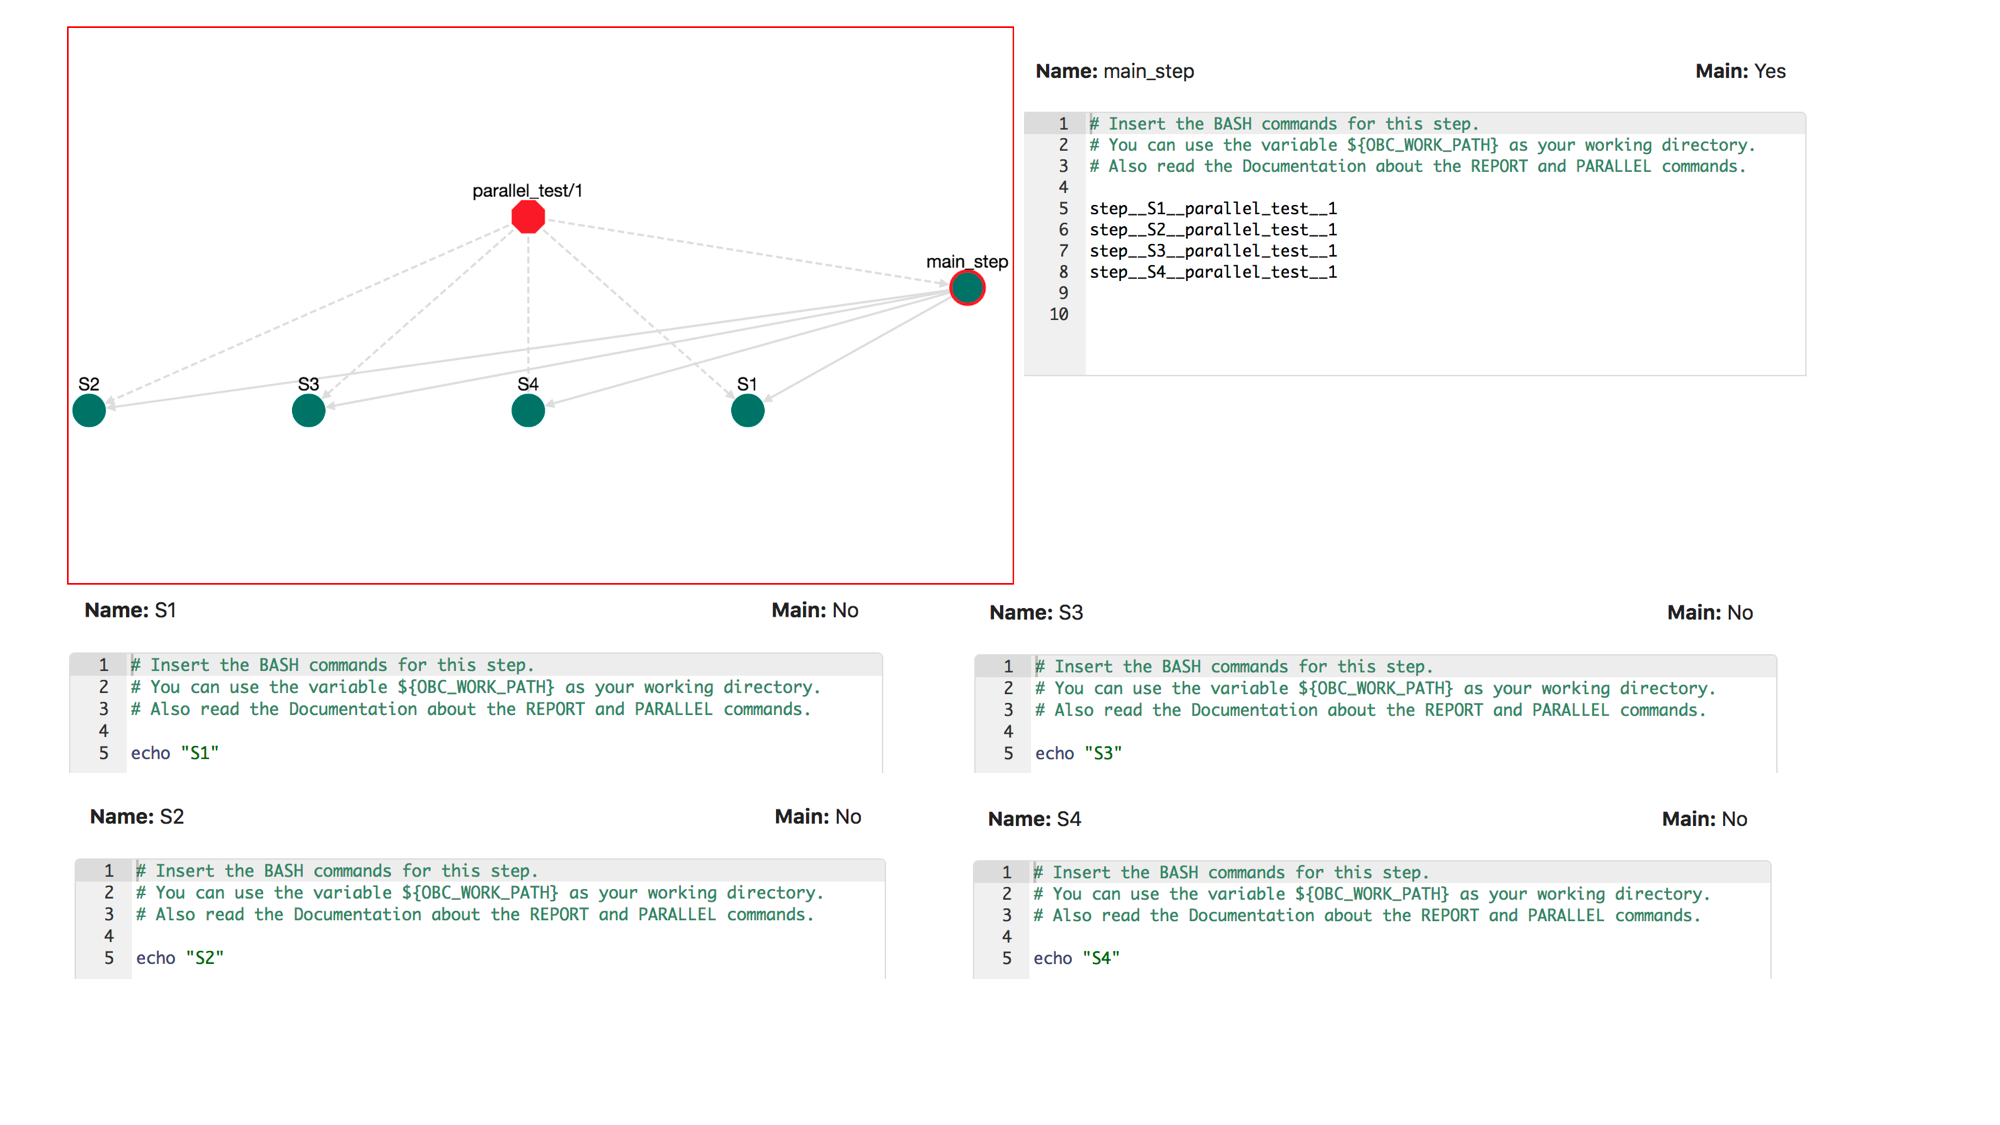 parallel_test/1
main_step
S2
S3
S4
S1
Name: main_step Main: Yes
1 # Insert the BASH commands for this step.
2 # You can use the variable ${OBC_WORK_PATH} as your working directory.
3 # Also read the Documentation about the REPORT and PARALLEL commands.
4
5 step__S1__parallel_test__1
6 step__S2__parallel_test__1
7 step__S3__parallel_test__1
8 step__S4__parallel_test__1
9
10
Name: S1 Main: No
1 # Insert the BASH commands for this step.
2 # You can use the variable ${OBC_WORK_PATH} as your working directory.
3 # Also read the Documentation about the REPORT and PARALLEL commands.
4
5 echo "S1"
Name: S3 Main: No
1 # Insert the BASH commands for this step.
2 # You can use the variable ${OBC_WORK_PATH} as your working directory.
3 # Also read the Documentation about the REPORT and PARALLEL commands.
4
5 echo "S3"
Name: S2 Main: No
1 # Insert the BASH commands for this step.
2 # You can use the variable ${OBC_WORK_PATH} as your working directory.
3 # Also read the Documentation about the REPORT and PARALLEL commands.
4
5 echo "S2"
Name: S4 Main: No
1 # Insert the BASH commands for this step.
2 # You can use the variable ${OBC_WORK_PATH} as your working directory.
3 # Also read the Documentation about the REPORT and PARALLEL commands.
4
5 echo "S4"